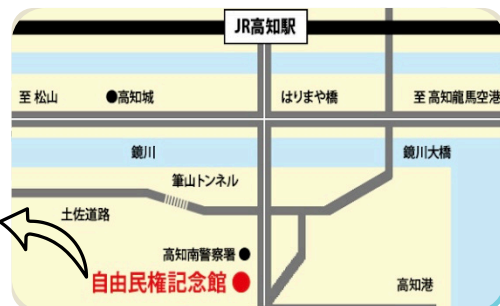 JR高知駅
至 松山
●高知城
はりまや橋
至 高知龍馬空港
鏡川
鏡川大橋
筆山トンネル
土佐道路
高知南警察署 ●
自由民権記念館 ●
高知港